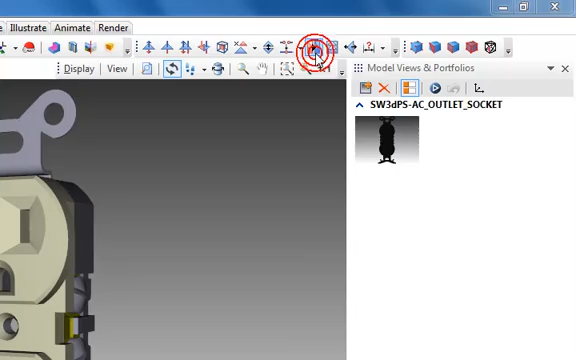 Illustrate Animate Render
Display View
Model Views & Portfolios
SW3dPS-AC_OUTLET_SOCKET